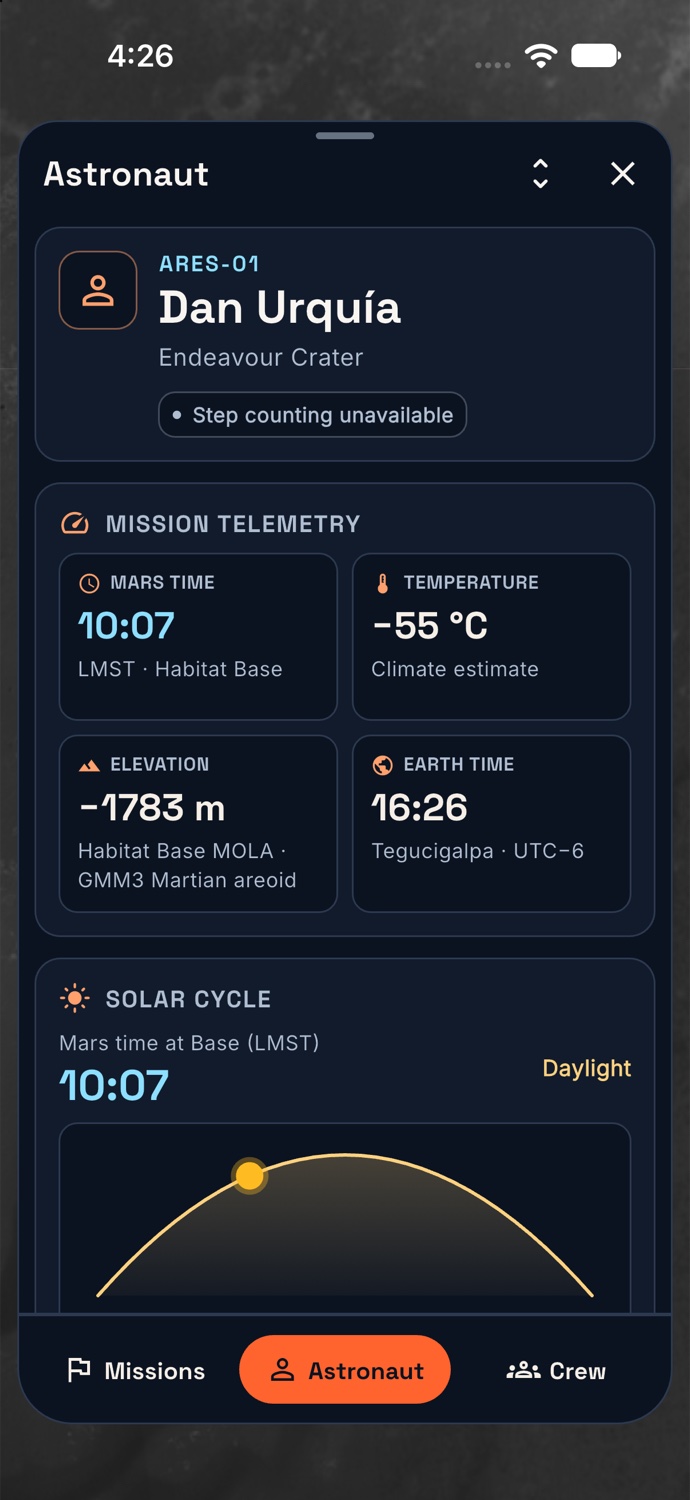 4:26
Astronaut
ARES-01
Dan Urquía
Endeavour Crater
Step counting unavailable
MISSION TELEMETRY
MARS TIME
10:07
LMST · Habitat Base
TEMPERATURE
−55 °C
Climate estimate
ELEVATION
−1783 m
Habitat Base MOLA ·
GMM3 Martian areoid
EARTH TIME
16:26
Tegucigalpa · UTC−6
SOLAR CYCLE
Mars time at Base (LMST)
10:07
Daylight
Missions
Astronaut
Crew